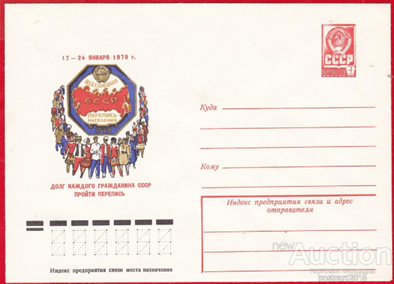 17 – 24 ЯНВАРЯ 1979 г.
ВСЕСОЮЗНАЯ
СССР
ПЕРЕПИСЬ
НАСЕЛЕНИЯ
ДОЛГ КАЖДОГО ГРАЖДАНИНА СССР
ПРОЙТИ ПЕРЕПИСЬ
СССР
Куда
Кому
Индекс предприятия связи и адрес
отправителя
Индекс предприятия связи места назначения
new
Auction